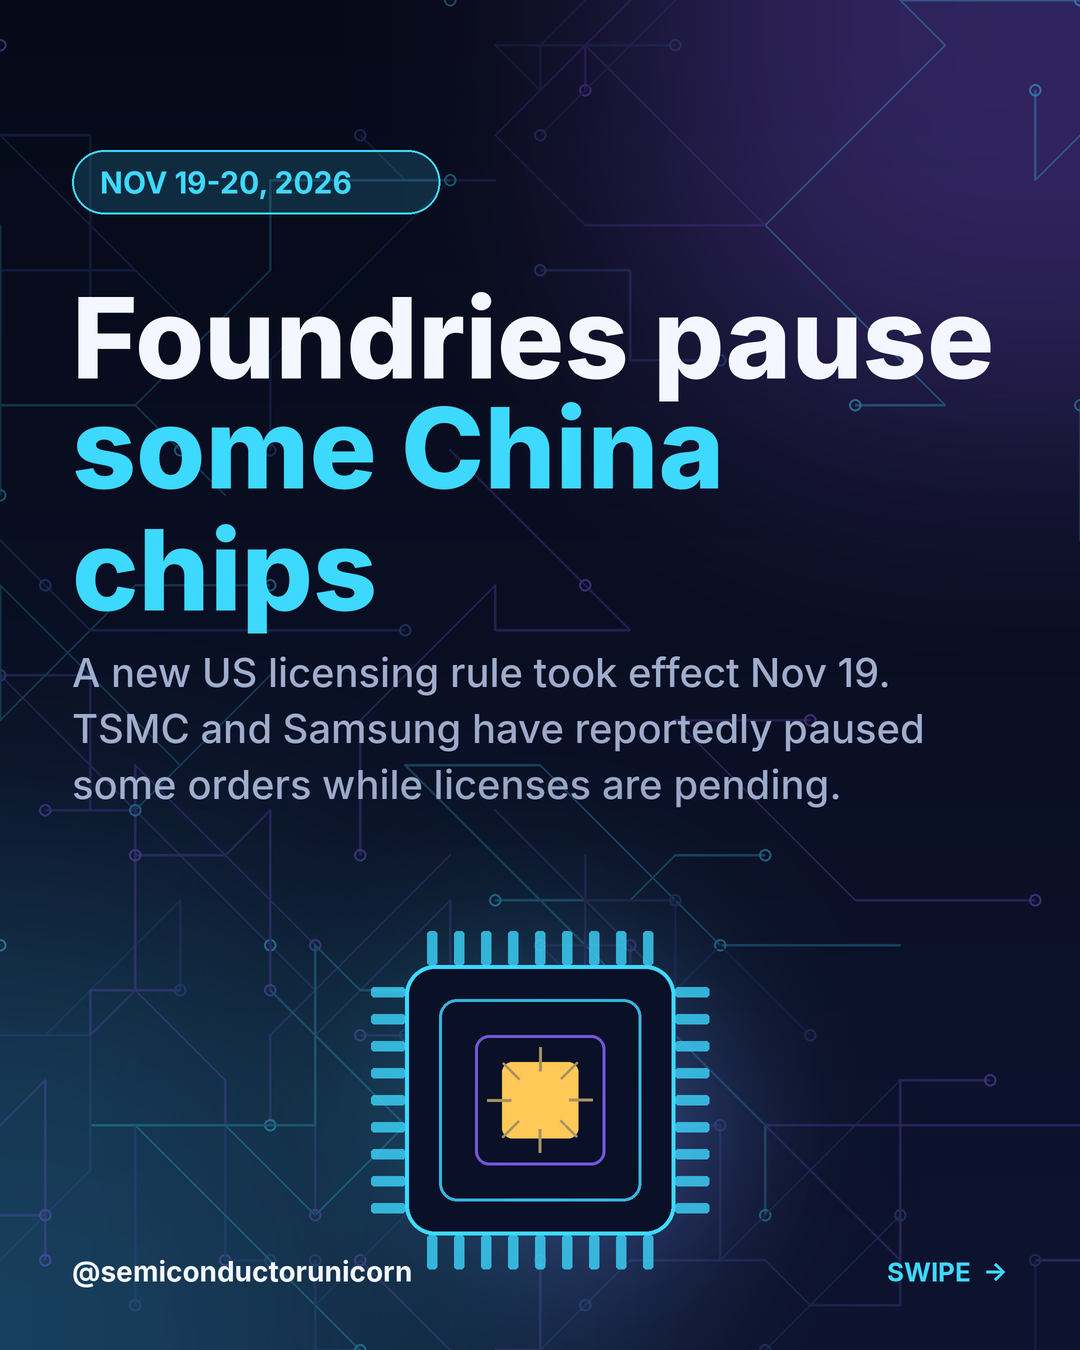 NOV 19-20, 2026
Foundries pause
some China
chips
A new US licensing rule took effect Nov 19.
TSMC and Samsung have reportedly paused
some orders while licenses are pending.
@semiconductorunicorn
SWIPE →